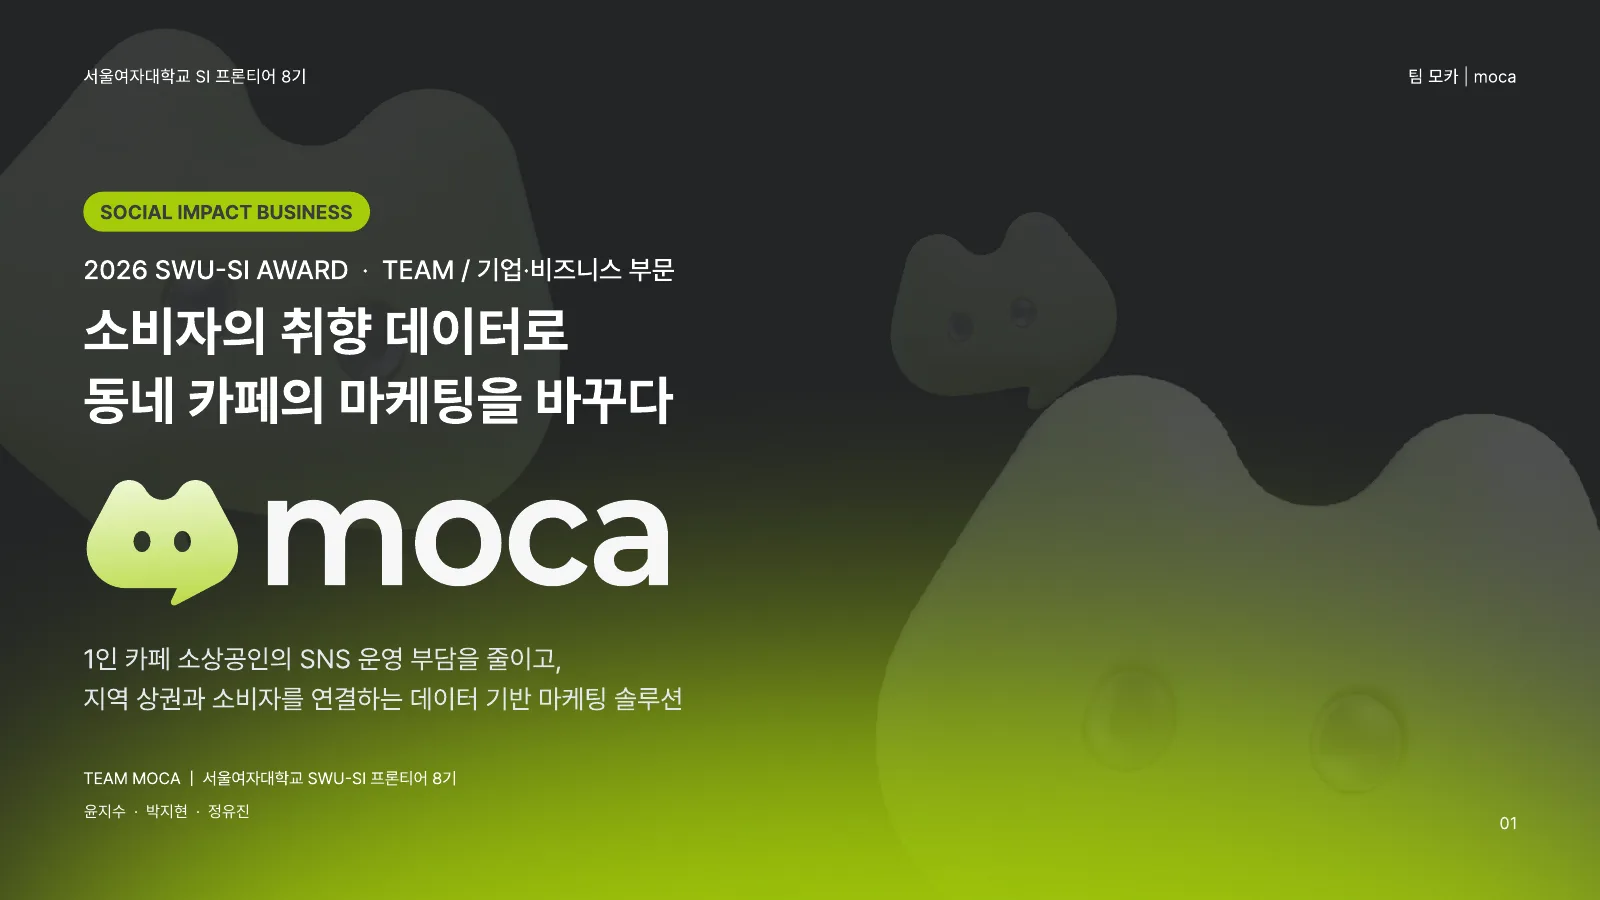 서울여자대학교 SI 프론티어 8기
팀 모카 | moca
SOCIAL IMPACT BUSINESS
2026 SWU-SI AWARD · TEAM / 기업·비즈니스 부문
소비자의 취향 데이터로
동네 카페의 마케팅을 바꾸다
moca
1인 카페 소상공인의 SNS 운영 부담을 줄이고,
지역 상권과 소비자를 연결하는 데이터 기반 마케팅 솔루션
TEAM MOCA | 서울여자대학교 SWU-SI 프론티어 8기
윤지수 · 박지현 · 정유진
01